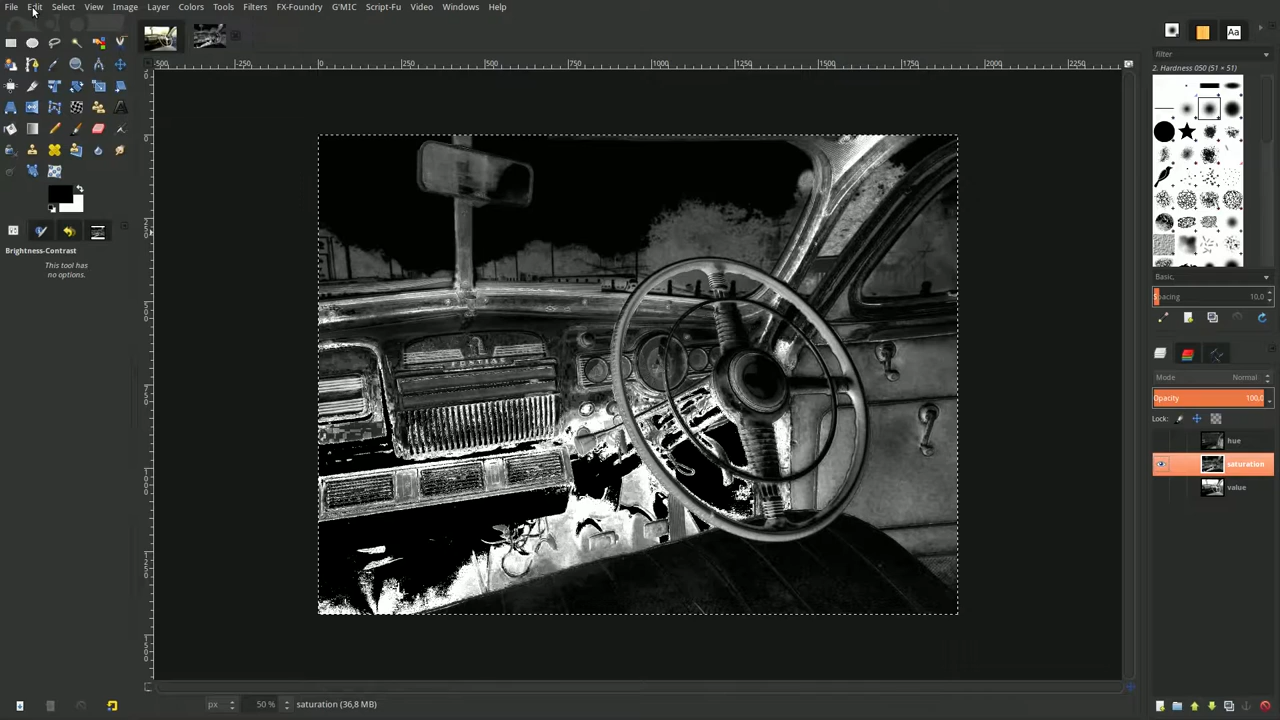 File Edit Select View Image Layer Colors Tools Filters FX-Foundry G'MIC Script-Fu Video Windows Help
filter
2. Hardness 050 (51 × 51)
Brightness-Contrast
This tool has
no options.
PONTIAC
Basic,
Spacing 10,0
Mode Normal
Opacity 100,0
Lock:
hue
saturation
value
px 50 % saturation (36,8 MB)